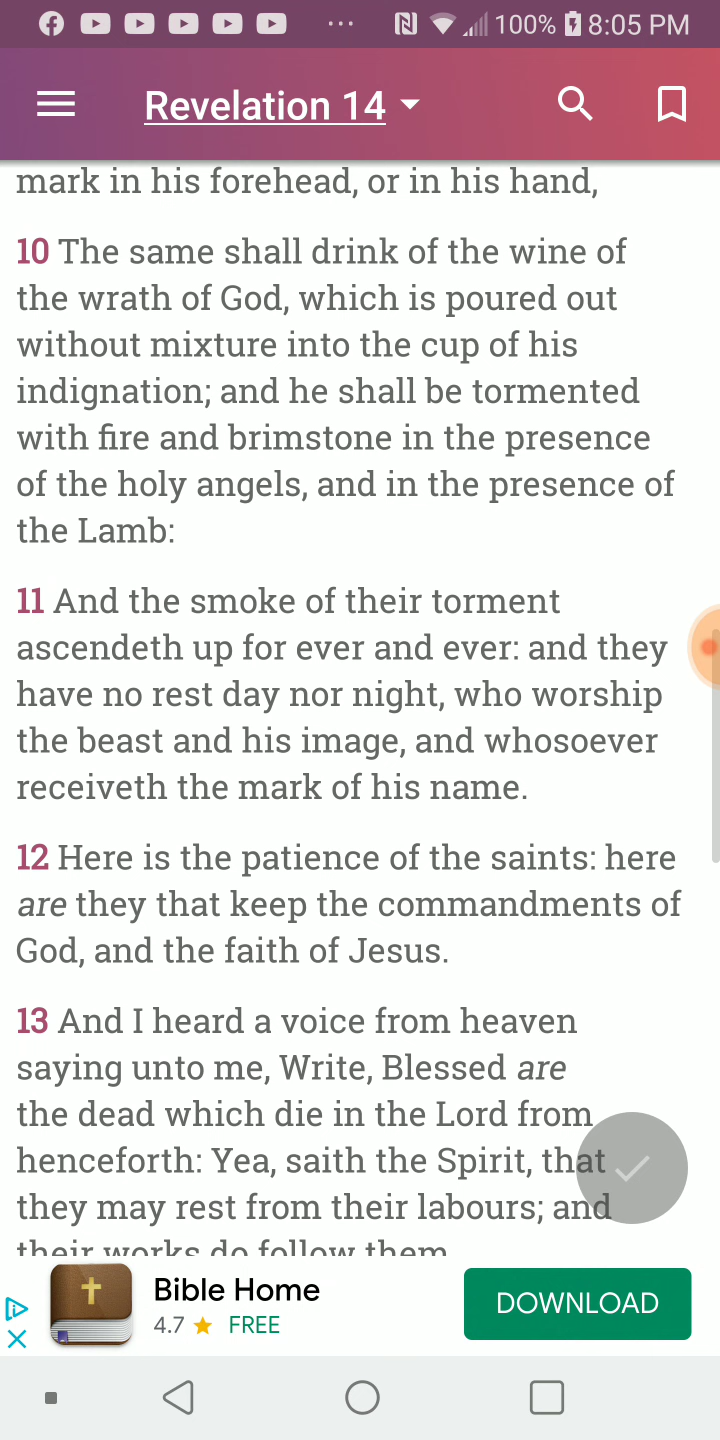 100% 8:05 PM
Revelation 14
mark in his forehead, or in his hand,
10 The same shall drink of the wine of
the wrath of God, which is poured out
without mixture into the cup of his
indignation; and he shall be tormented
with fire and brimstone in the presence
of the holy angels, and in the presence of
the Lamb:
11 And the smoke of their torment
ascendeth up for ever and ever: and they
have no rest day nor night, who worship
the beast and his image, and whosoever
receiveth the mark of his name.
12 Here is the patience of the saints: here
are they that keep the commandments of
God, and the faith of Jesus.
13 And I heard a voice from heaven
saying unto me, Write, Blessed are
the dead which die in the Lord from
henceforth: Yea, saith the Spirit, that
they may rest from their labours; and
their works do follow them
Bible Home
4.7 ★ FREE
DOWNLOAD